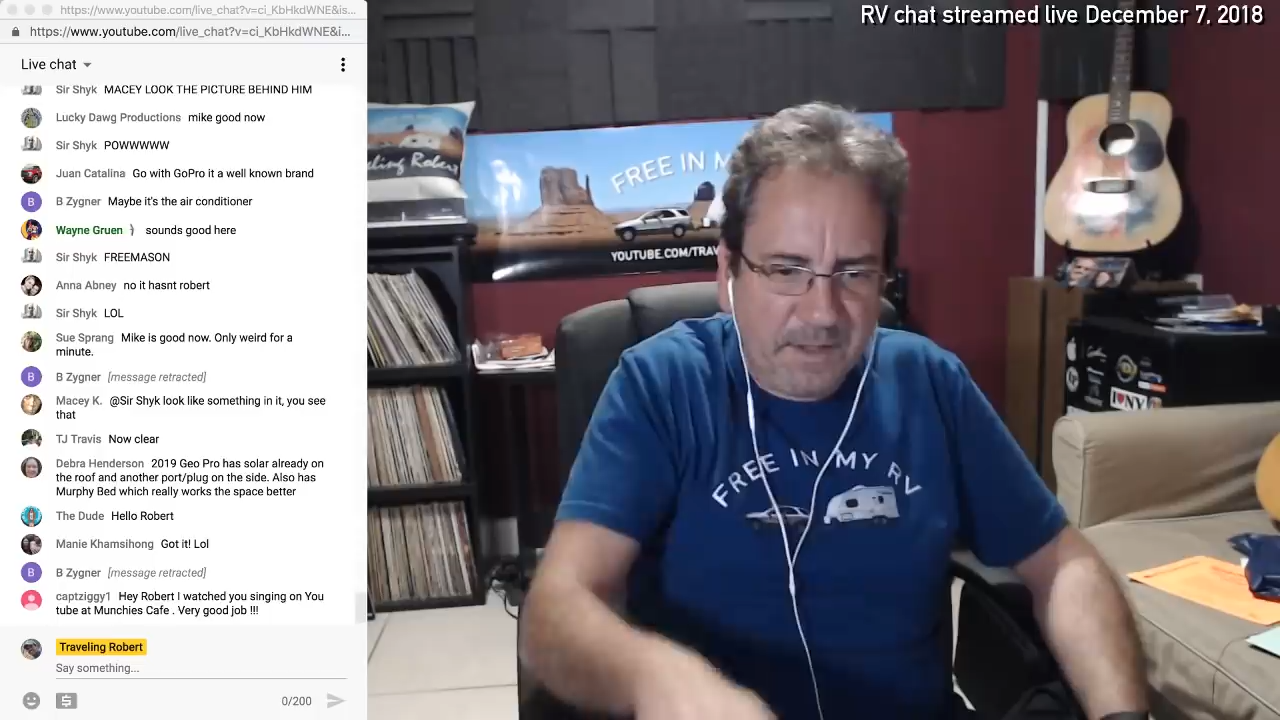 https://www.youtube.com/live_chat?v=ci_KbHkdWNE&is...
https://www.youtube.com/live_chat?v=ci_KbHkdWNE&i...
Live chat
Sir Shyk MACEY LOOK THE PICTURE BEHIND HIM
Lucky Dawg Productions mike good now
Sir Shyk POWWWWW
Juan Catalina Go with GoPro it a well known brand
B Zygner Maybe it's the air conditioner
Wayne Gruen sounds good here
Sir Shyk FREEMASON
Anna Abney no it hasnt robert
Sir Shyk LOL
Sue Sprang Mike is good now. Only weird for a
minute.
B Zygner [message retracted]
Macey K. @Sir Shyk look like something in it, you see
that
TJ Travis Now clear
Debra Henderson 2019 Geo Pro has solar already on
the roof and another port/plug on the side. Also has
Murphy Bed which really works the space better
The Dude Hello Robert
Manie Khamsihong Got it! Lol
B Zygner [message retracted]
captziggy1 Hey Robert I watched you singing on You
tube at Munchies Cafe . Very good job !!!
Traveling Robert
Say something...
0/200
RV chat streamed live December 7, 2018
eling Robert
FREE IN M
YOUTUBE.COM/TRAV
FREE IN MY RV
I NY